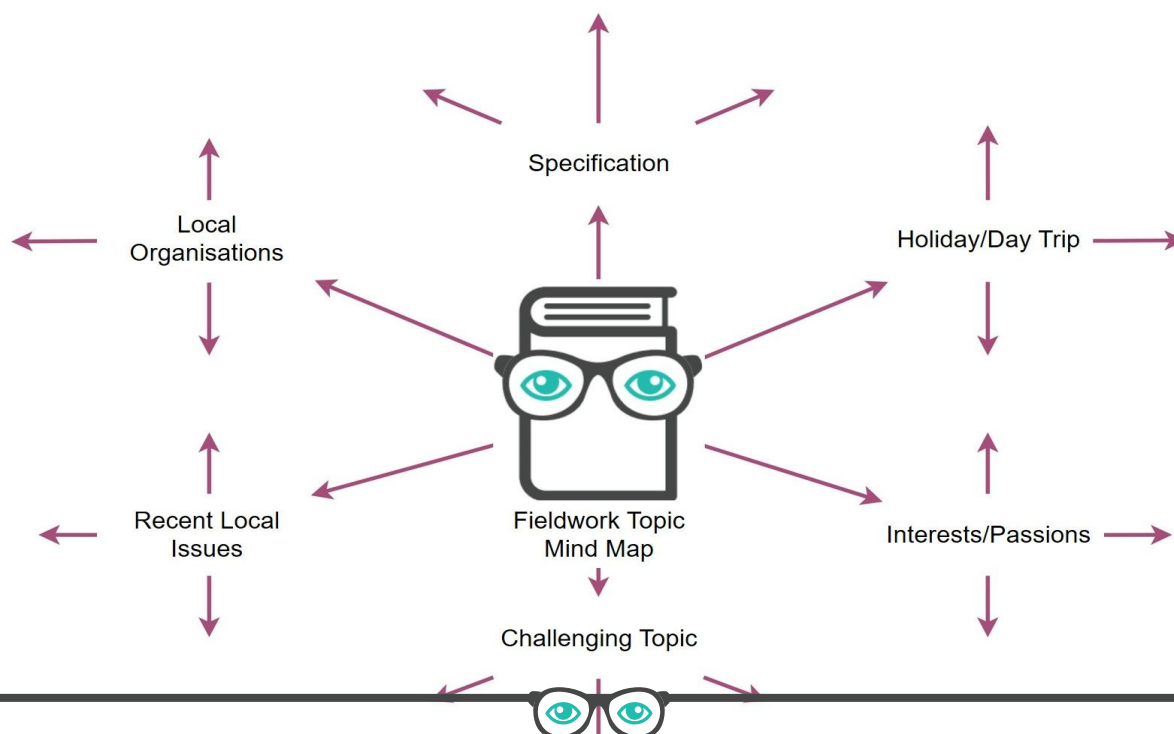 Specification
Local
Organisations
Holiday/Day Trip
Recent Local
Issues
Fieldwork Topic
Mind Map
Interests/Passions
Challenging Topic